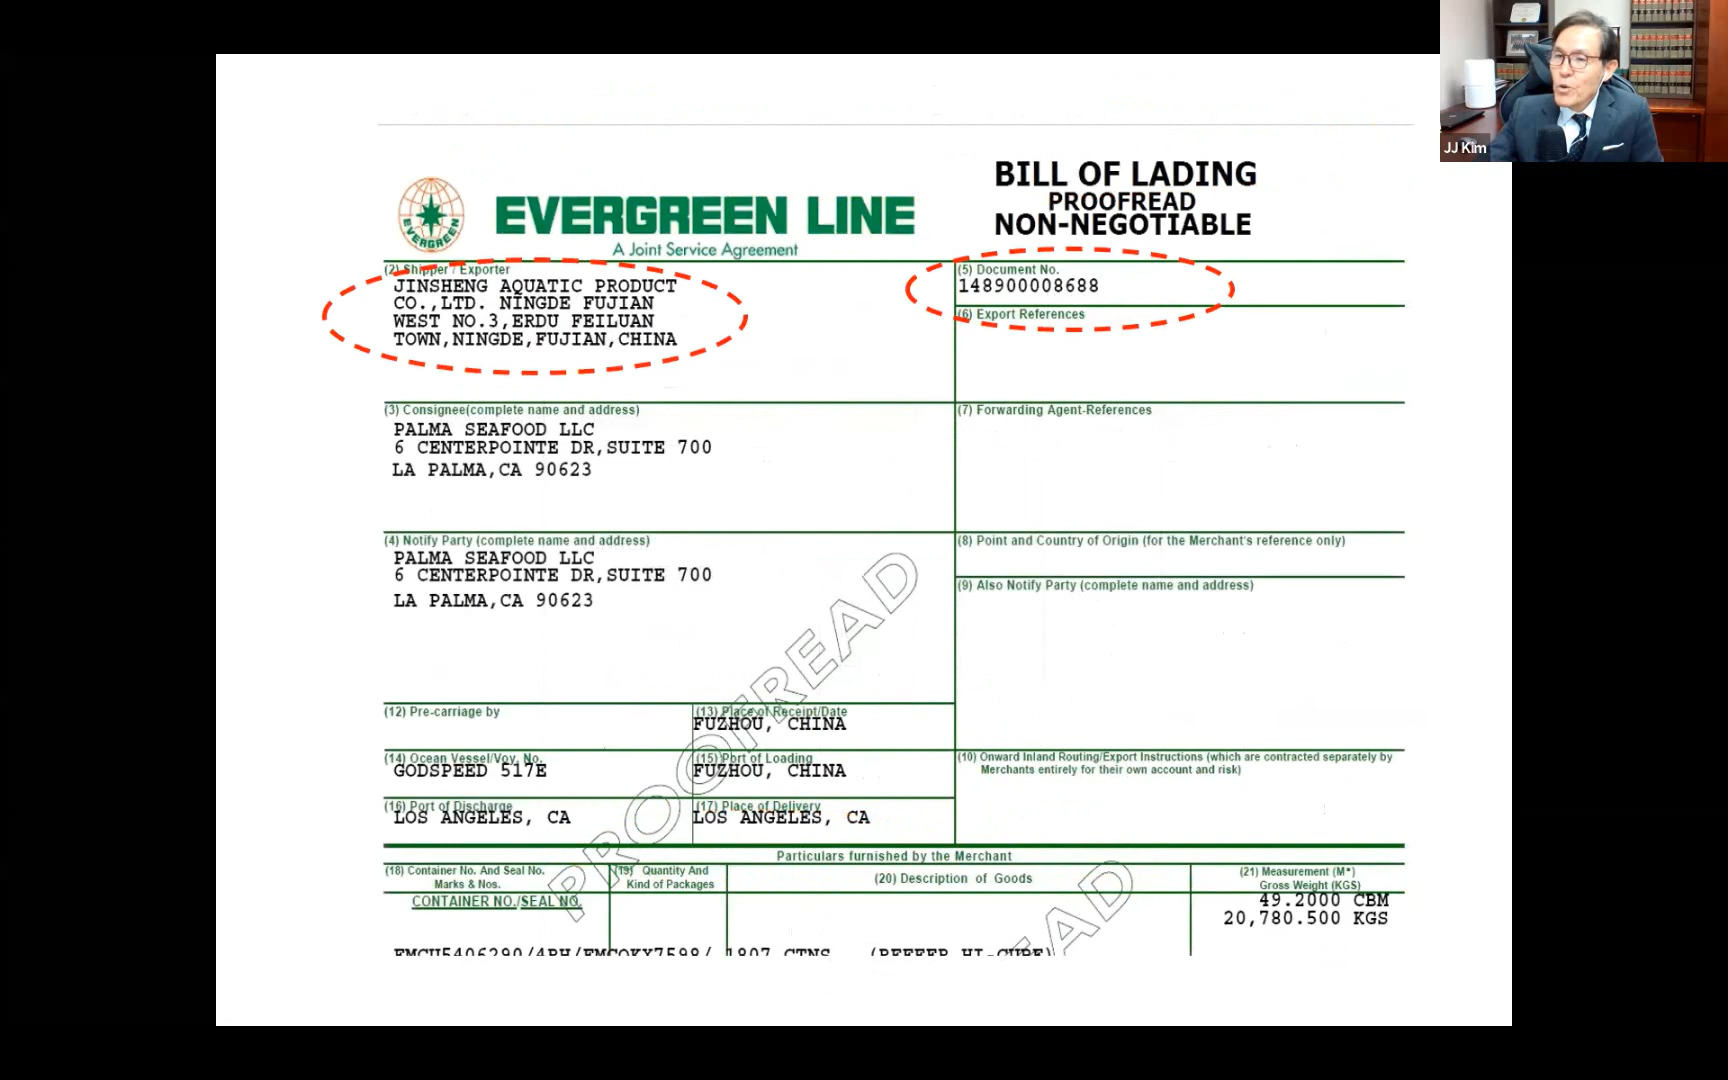 JJ Kim
BILL OF LADING
PROOFREAD
NON-NEGOTIABLE
EVERGREEN
EVERGREEN LINE
A Joint Service Agreement
(2) Shipper / Exporter
JINSHENG AQUATIC PRODUCT
CO.,LTD. NINGDE FUJIAN
WEST NO.3,ERDU FEILUAN
TOWN,NINGDE,FUJIAN,CHINA
(5) Document No.
148900008688
(6) Export References
(3) Consignee(complete name and address)
PALMA SEAFOOD LLC
6 CENTERPOINTE DR,SUITE 700
LA PALMA,CA 90623
(7) Forwarding Agent-References
(4) Notify Party (complete name and address)
PALMA SEAFOOD LLC
6 CENTERPOINTE DR,SUITE 700
LA PALMA,CA 90623
(8) Point and Country of Origin (for the Merchant's reference only)
(9) Also Notify Party (complete name and address)
(12) Pre-carriage by
(13) Place of Receipt/Date
FUZHOU, CHINA
(14) Ocean Vessel/Voy. No.
GODSPEED 517E
(15) Port of Loading
FUZHOU, CHINA
(10) Onward Inland Routing/Export Instructions (which are contracted separately by
Merchants entirely for their own account and risk)
(16) Port of Discharge
LOS ANGELES, CA
(17) Place of Delivery
LOS ANGELES, CA
PROOFREAD
Particulars furnished by the Merchant
(18) Container No. And Seal No.
Marks & Nos.
CONTAINER NO./SEAL NO.
(19) Quantity And
Kind of Packages
(20) Description of Goods
(21) Measurement (M³)
Gross Weight (KGS)
49.2000 CBM
20,780.500 KGS
EAD
EMCU5406290/4RH/EMCQKY7598/ 1807 CTNS (REEFER HI-CUBE)